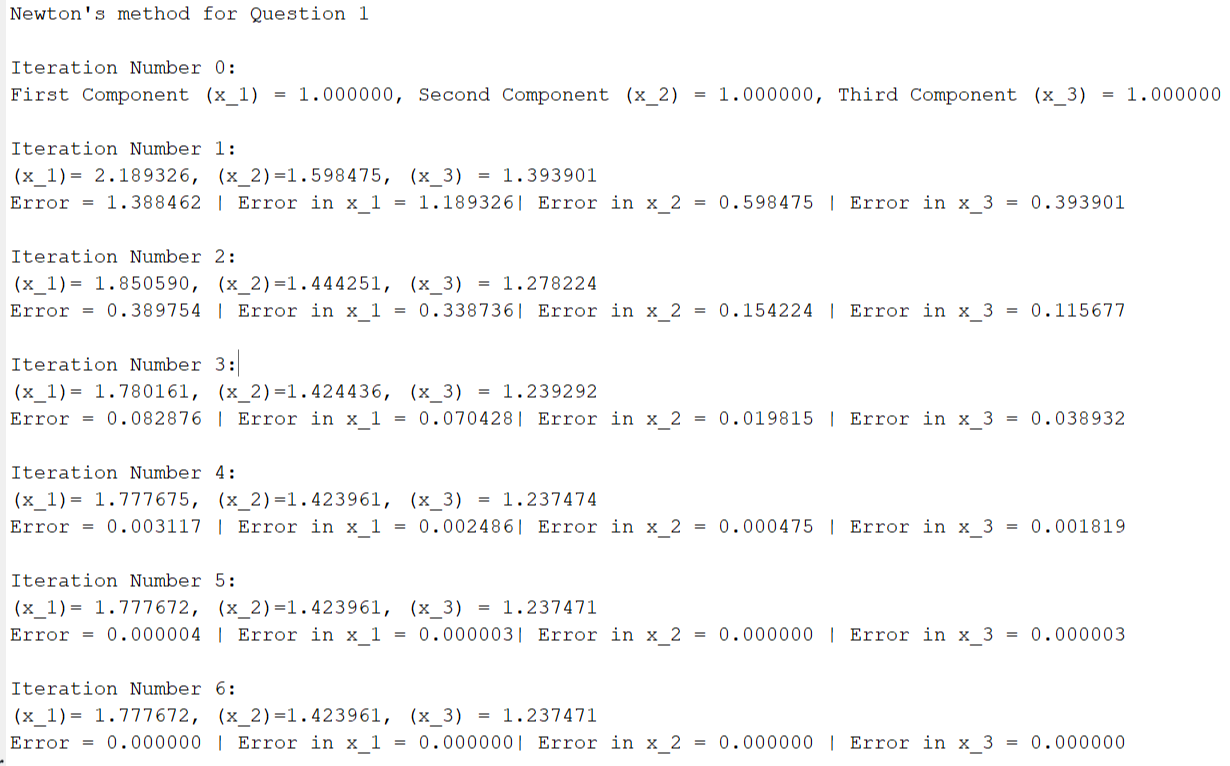 Newton's method for Question 1
Iteration Number 0:
First Component (x_1) = 1.000000, Second Component (x_2) = 1.000000, Third Component (x_3) = 1.000000
Iteration Number 1:
(x_1)= 2.189326, (x_2)=1.598475, (x_3) = 1.393901
Error = 1.388462 | Error in x_1 = 1.189326| Error in x_2 = 0.598475 | Error in x_3 = 0.393901
Iteration Number 2:
(x_1)= 1.850590, (x_2)=1.444251, (x_3) = 1.278224
Error = 0.389754 | Error in x_1 = 0.338736| Error in x_2 = 0.154224 | Error in x_3 = 0.115677
Iteration Number 3:
(x_1)= 1.780161, (x_2)=1.424436, (x_3) = 1.239292
Error = 0.082876 | Error in x_1 = 0.070428| Error in x_2 = 0.019815 | Error in x_3 = 0.038932
Iteration Number 4:
(x_1)= 1.777675, (x_2)=1.423961, (x_3) = 1.237474
Error = 0.003117 | Error in x_1 = 0.002486| Error in x_2 = 0.000475 | Error in x_3 = 0.001819
Iteration Number 5:
(x_1)= 1.777672, (x_2)=1.423961, (x_3) = 1.237471
Error = 0.000004 | Error in x_1 = 0.000003| Error in x_2 = 0.000000 | Error in x_3 = 0.000003
Iteration Number 6:
(x_1)= 1.777672, (x_2)=1.423961, (x_3) = 1.237471
Error = 0.000000 | Error in x_1 = 0.000000| Error in x_2 = 0.000000 | Error in x_3 = 0.000000